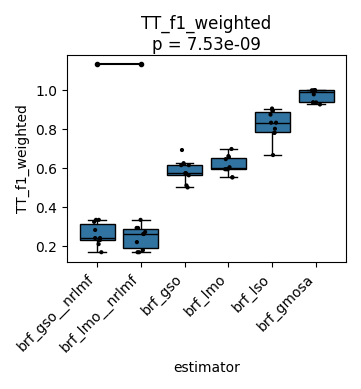 TT_f1_weighted
p = 7.53e-09
TT_f1_weighted
1.0
0.8
0.6
0.4
0.2
brf_gso__nrlmf
brf_lmo__nrlmf
brf_gso
brf_lmo
brf_lso
brf_gmosa
estimator